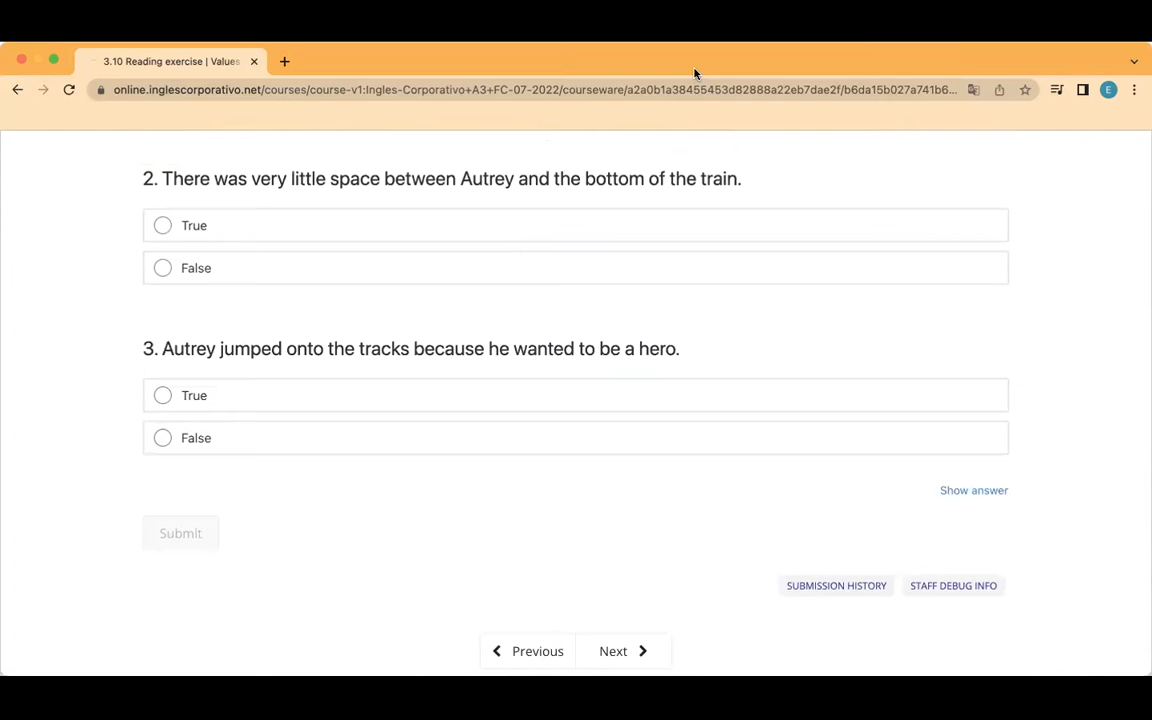 3.10 Reading exercise | Values
online.inglescorporativo.net/courses/course-v1:Ingles-Corporativo+A3+FC-07-2022/courseware/a2a0b1a38455453d82888a22eb7dae2f/b6da15b027a741b6...
E
2. There was very little space between Autrey and the bottom of the train.
True
False
3. Autrey jumped onto the tracks because he wanted to be a hero.
True
False
Show answer
Submit
SUBMISSION HISTORY STAFF DEBUG INFO
Previous Next